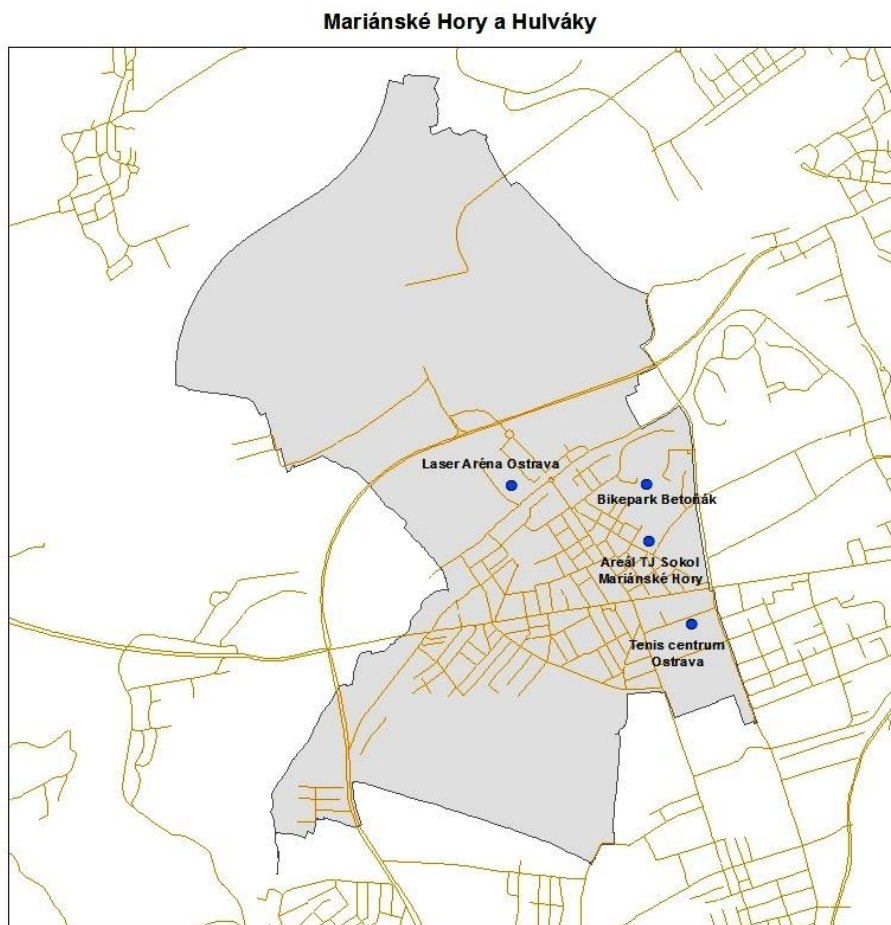 Mariánské Hory a Hulváky
Laser Aréna Ostrava
Bikepark Betoňák
Areál TJ Sokol
Mariánské Hory
Tenis centrum
Ostrava